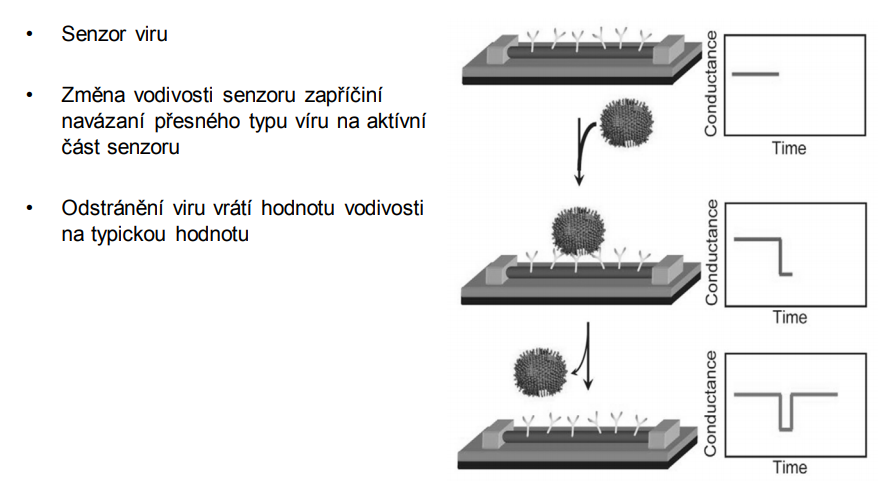 • Senzor viru
• Změna vodivosti senzoru zapříčiní
navázaní přesného typu víru na aktívní
část senzoru
• Odstránění viru vrátí hodnotu vodivosti
na typickou hodnotu
Conductance
Time
Conductance
Time
Conductance
Time